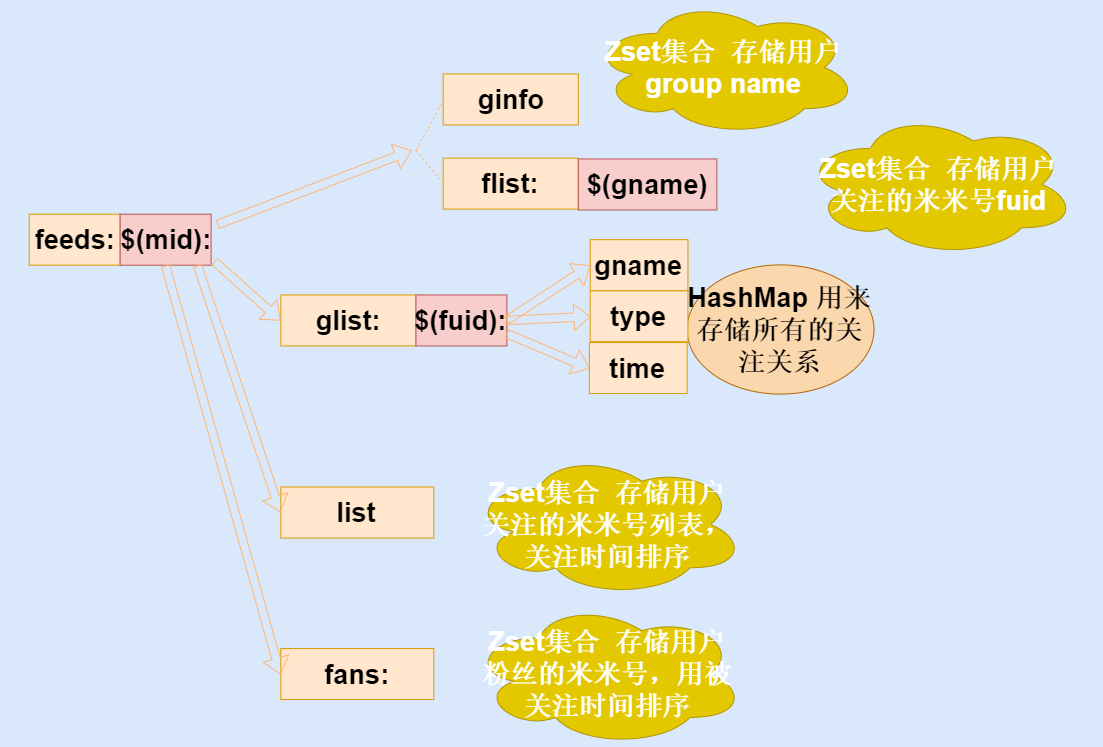 Zset集合 存储用户
group name
ginfo
flist: $(gname)
Zset集合 存储用户
关注的米米号fuid
feeds: $(mid):
glist: $(fuid):
gname
type
time
HashMap 用来
存储所有的关
注关系
list
Zset集合 存储用户
关注的米米号列表，
关注时间排序
fans:
Zset集合 存储用户
粉丝的米米号，用被
关注时间排序